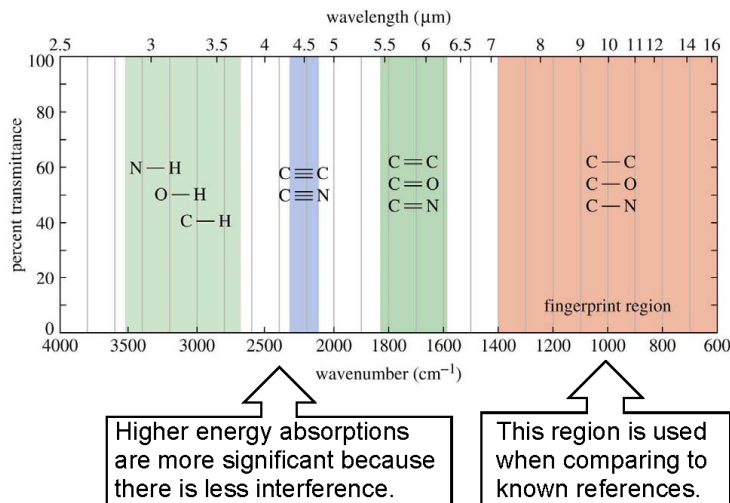 wavelength (μm)
2.5 3 3.5 4 4.5 5 5.5 6 6.5 7 8 9 10 11 12 14 16
percent transmittance
100
80
60
40
20
0
N—H
O—H
C—H
C≡C
C≡N
C=C
C=O
C=N
C—C
C—O
C—N
fingerprint region
4000 3500 3000 2500 2000 1800 1600 1400 1200 1000 800 600
wavenumber (cm⁻¹)
Higher energy absorptions
are more significant because
there is less interference.
This region is used
when comparing to
known references.